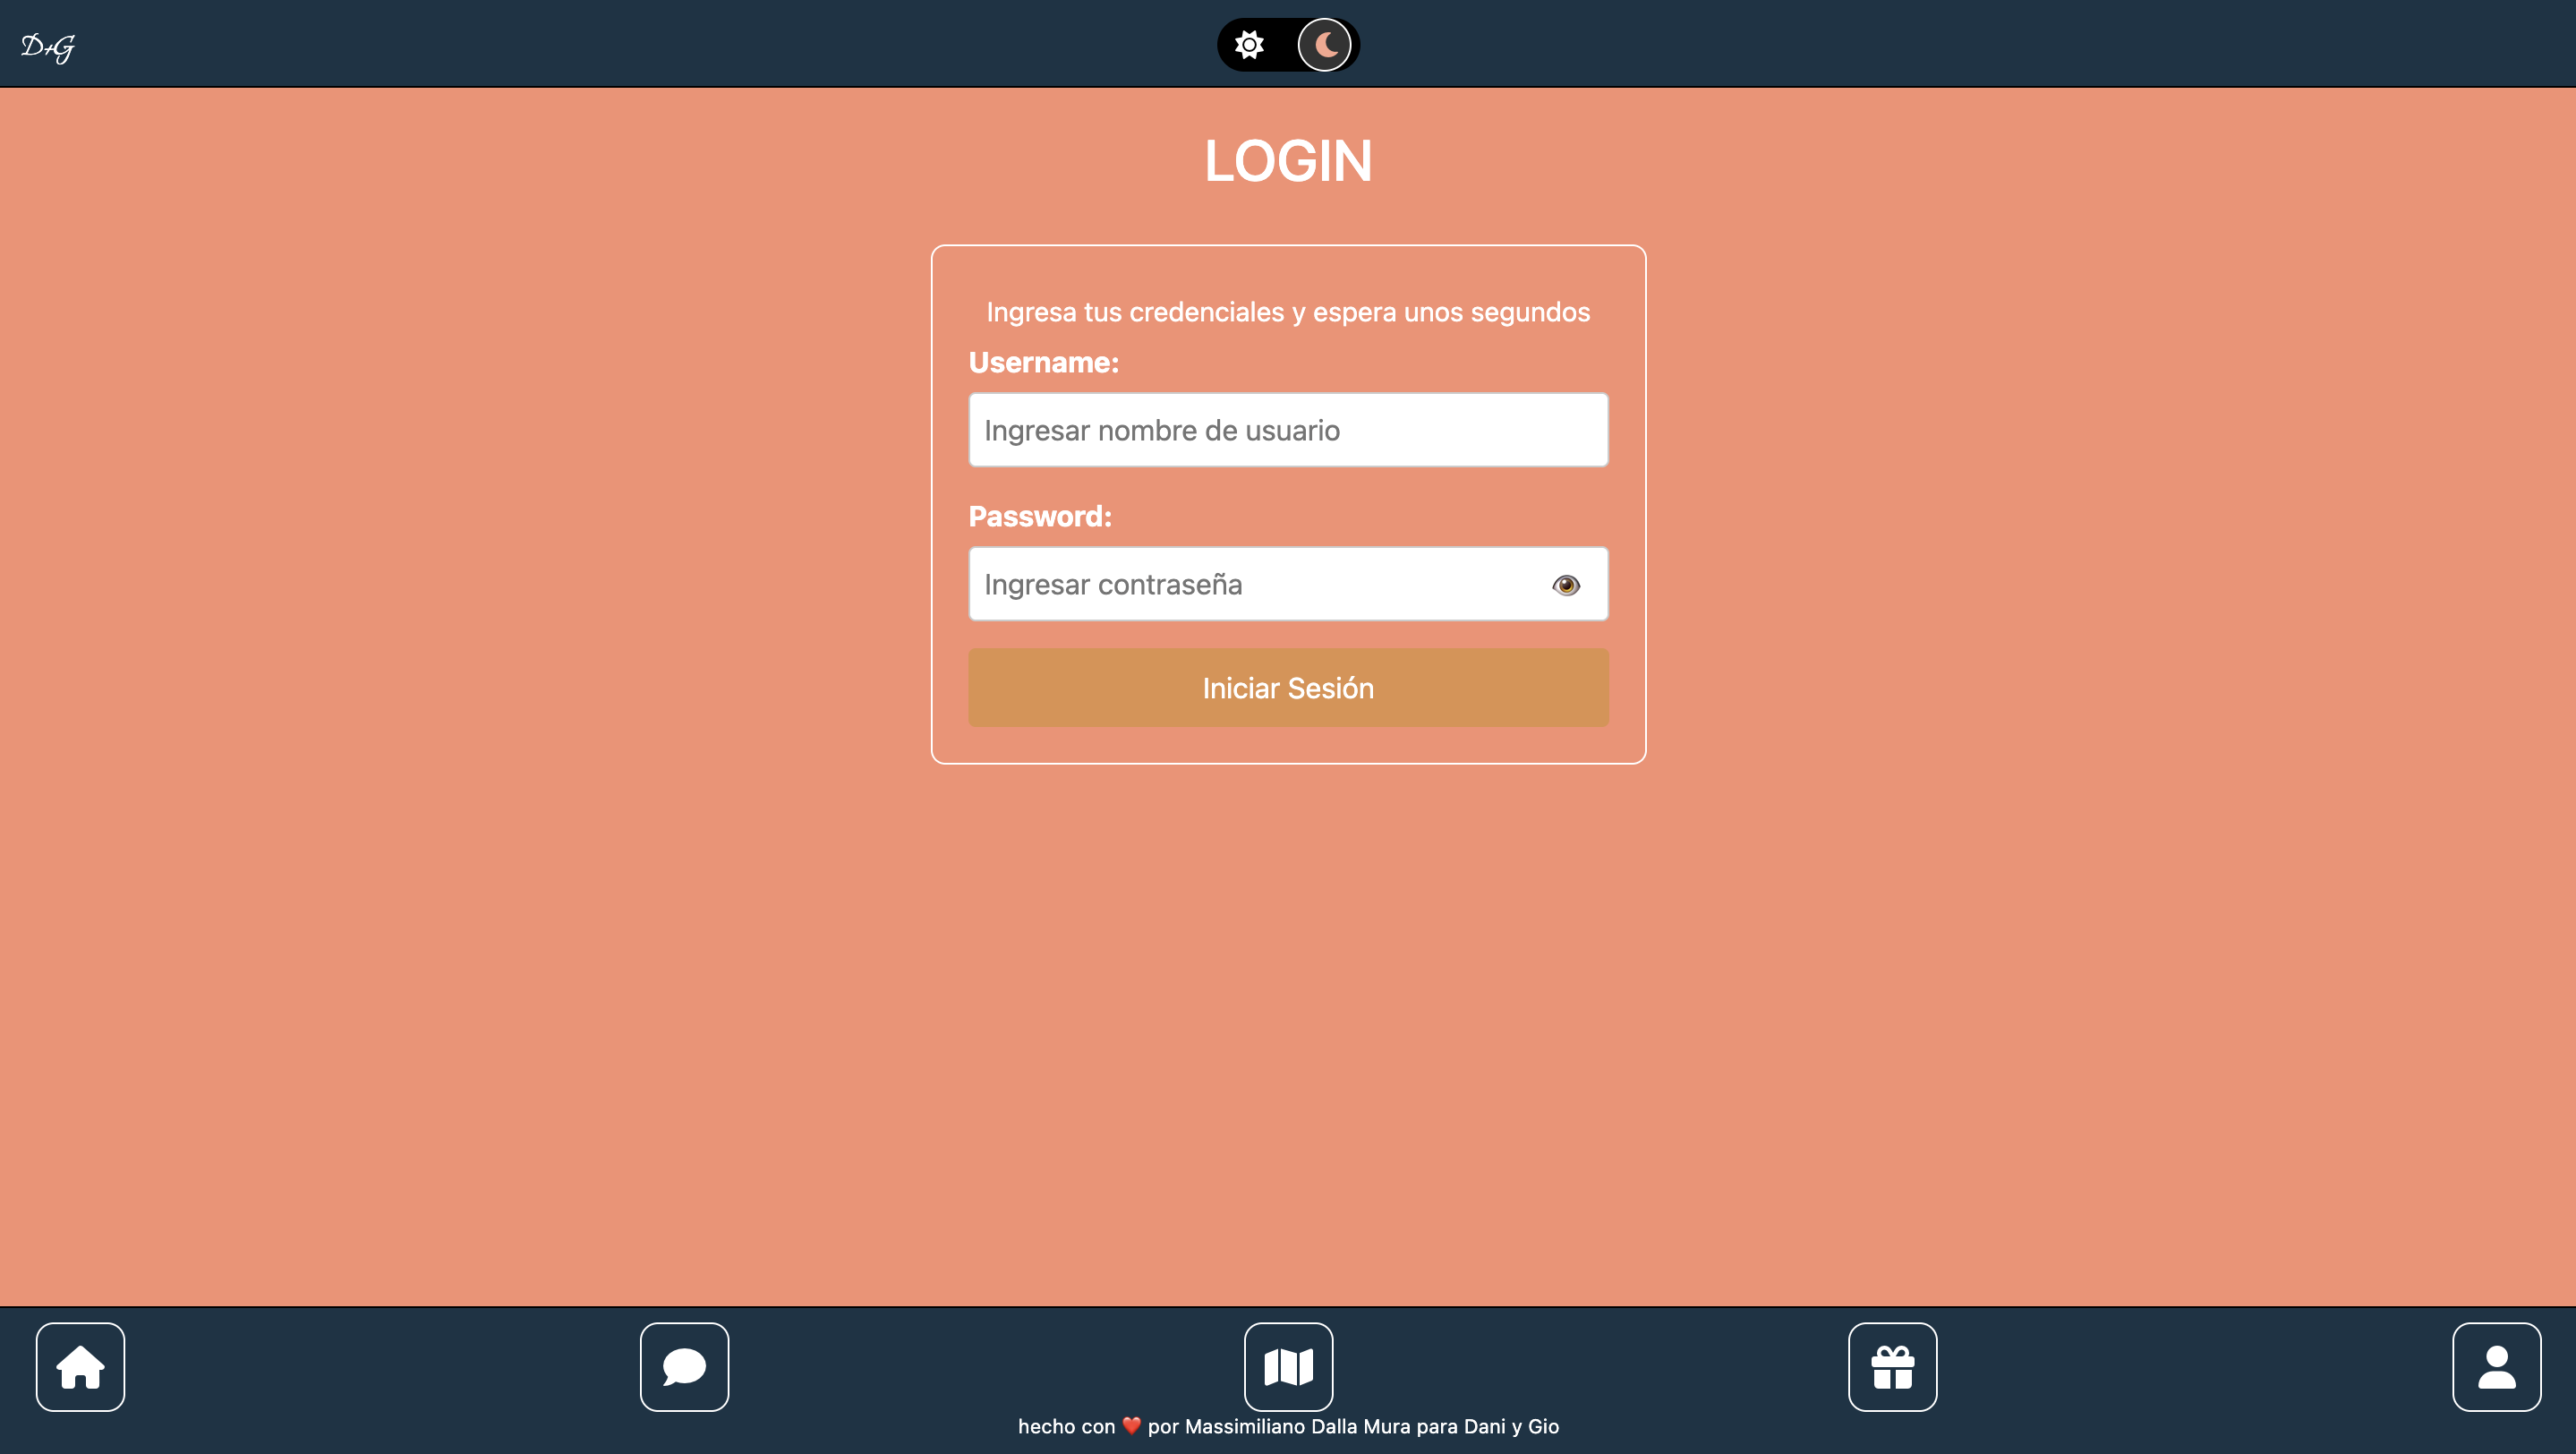 D+G
LOGIN
Ingresa tus credenciales y espera unos segundos
Username:
Ingresar nombre de usuario
Password:
Ingresar contraseña
Iniciar Sesión
hecho con ❤️ por Massimiliano Dalla Mura para Dani y Gio